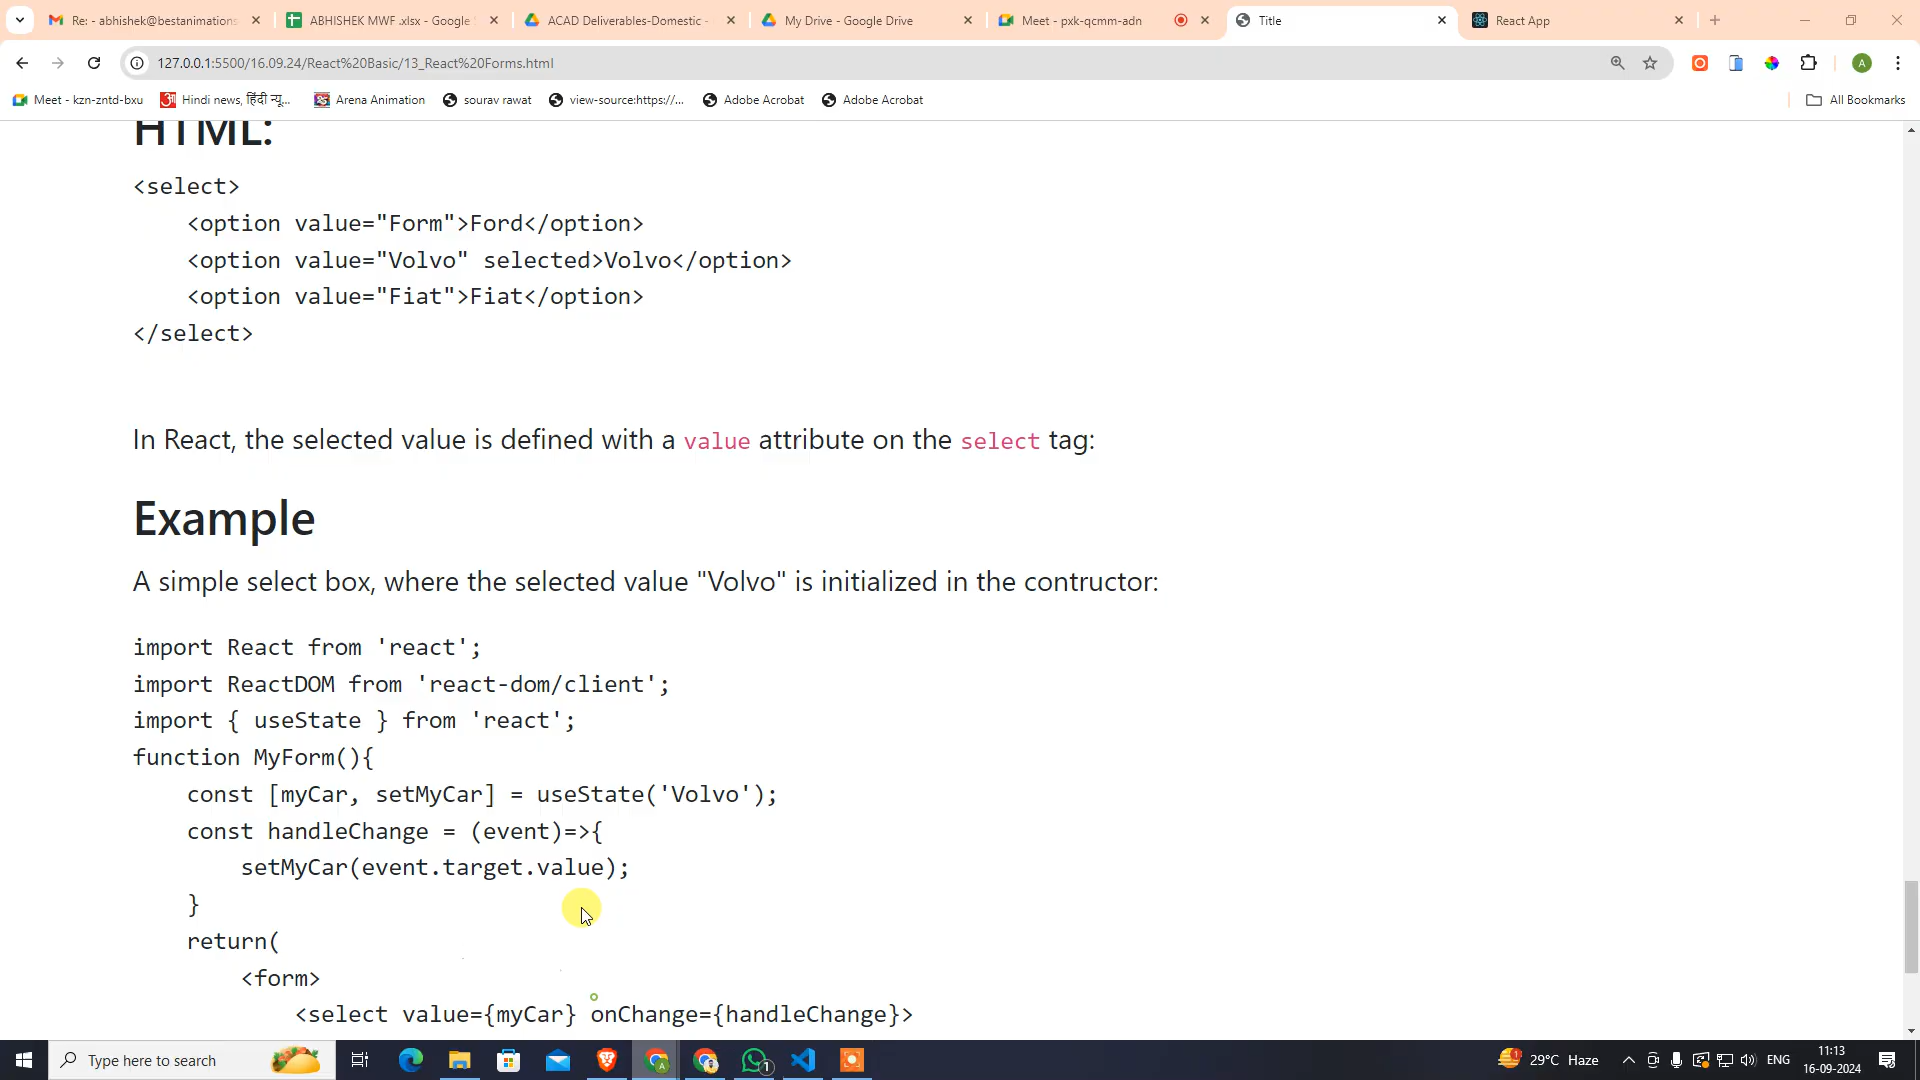 Re: - abhishek@bestanimations
ABHISHEK MWF .xlsx - Google
ACAD Deliverables-Domestic -
My Drive - Google Drive
Meet - pxk-qcmm-adn
Title
React App
127.0.0.1:5500/16.09.24/React%20Basic/13_React%20Forms.html
A
Meet - kzn-zntd-bxu
Hindi news, हिंदी न्यू...
Arena Animation
sourav rawat
view-source:https://...
Adobe Acrobat
Adobe Acrobat
All Bookmarks
HTML:
<select>
<option value="Form">Ford</option>
<option value="Volvo" selected>Volvo</option>
<option value="Fiat">Fiat</option>
</select>
In React, the selected value is defined with a value attribute on the select tag:
Example
A simple select box, where the selected value "Volvo" is initialized in the contructor:
import React from 'react';
import ReactDOM from 'react-dom/client';
import { useState } from 'react';
function MyForm(){
const [myCar, setMyCar] = useState('Volvo');
const handleChange = (event)=>{
setMyCar(event.target.value);
}
return(
<form>
<select value={myCar} onChange={handleChange}>
Type here to search
1
1
29°C Haze
ENG
11:13
16-09-2024